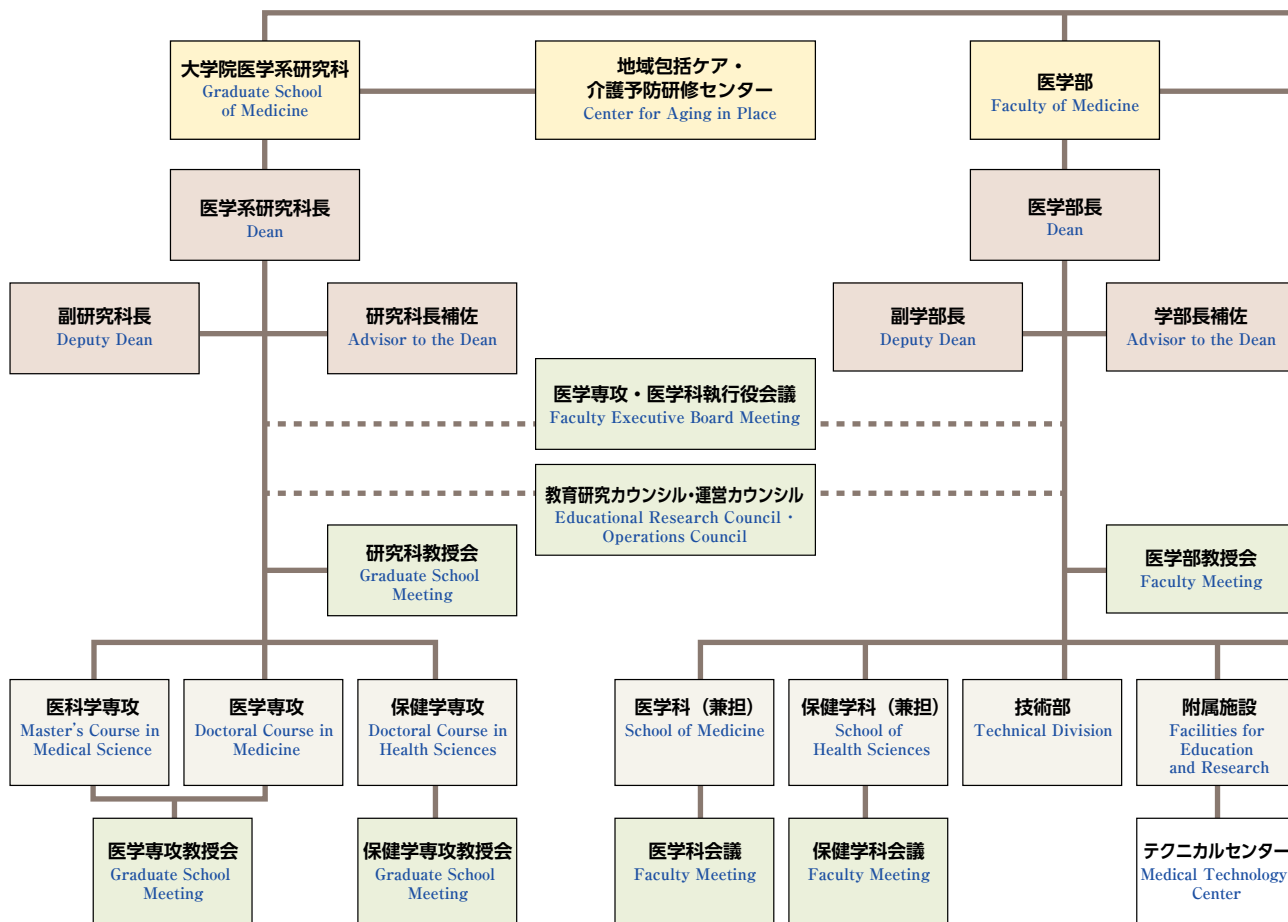 大学院医学系研究科
Graduate School
of Medicine
地域包括ケア・
介護予防研修センター
Center for Aging in Place
医学部
Faculty of Medicine
医学系研究科長
Dean
医学部長
Dean
副研究科長
Deputy Dean
研究科長補佐
Advisor to the Dean
副学部長
Deputy Dean
学部長補佐
Advisor to the Dean
医学専攻・医学科執行役会議
Faculty Executive Board Meeting
教育研究カウンシル・運営カウンシル
Educational Research Council・
Operations Council
研究科教授会
Graduate School
Meeting
医学部教授会
Faculty Meeting
医科学専攻
Master's Course in
Medical Science
医学専攻
Doctoral Course in
Medicine
保健学専攻
Doctoral Course in
Health Sciences
医学科（兼担）
School of Medicine
保健学科（兼担）
School of
Health Sciences
技術部
Technical Division
附属施設
Facilities for
Education
and Research
医学専攻教授会
Graduate School
Meeting
保健学専攻教授会
Graduate School
Meeting
医学科会議
Faculty Meeting
保健学科会議
Faculty Meeting
テクニカルセンター
Medical Technology
Center